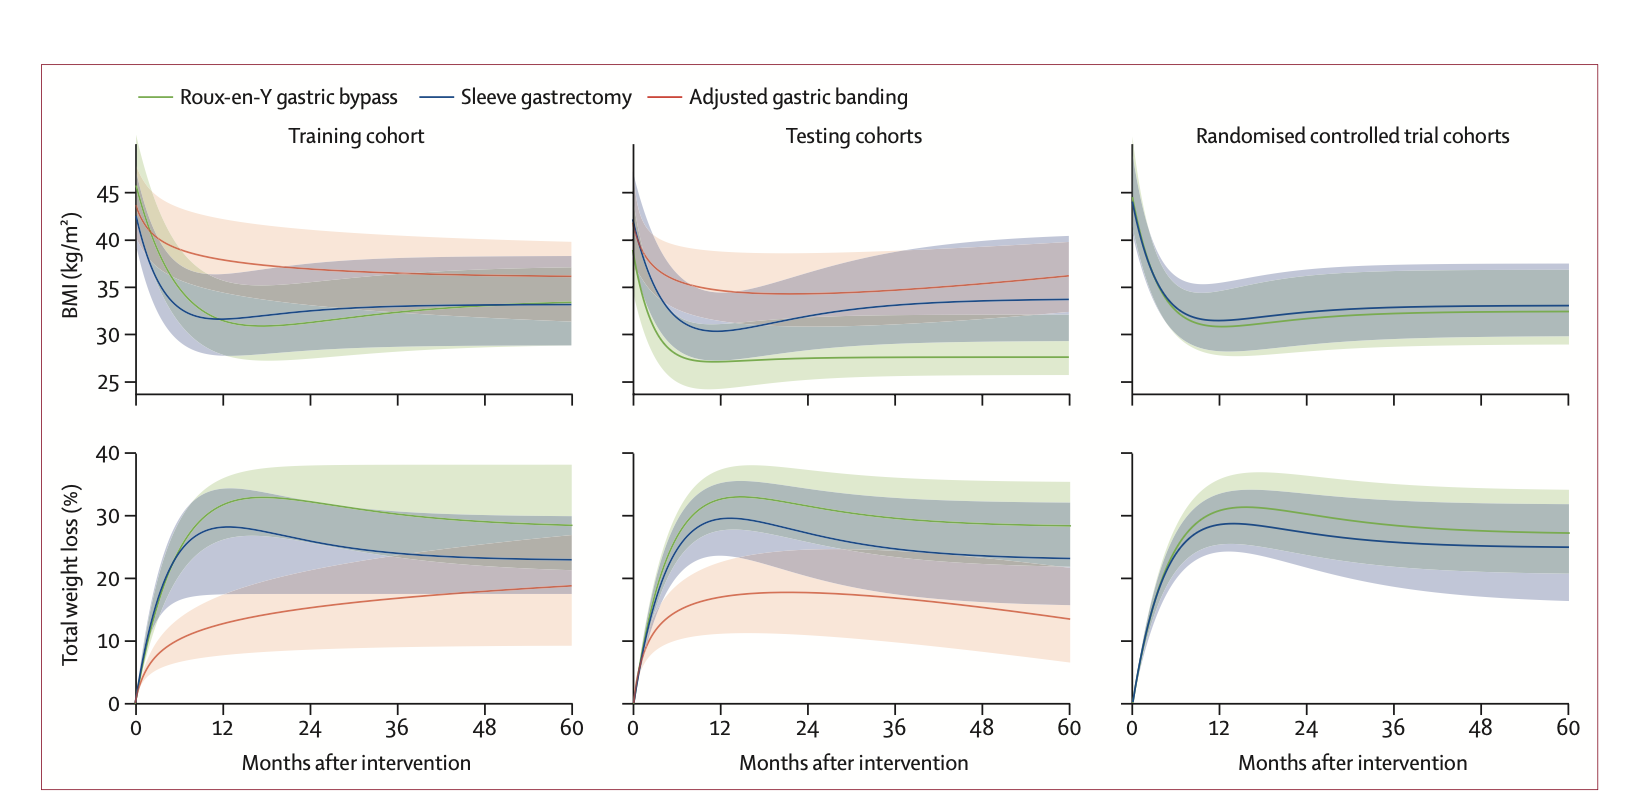 Roux-en-Y gastric bypass Sleeve gastrectomy Adjusted gastric banding
Training cohort Testing cohorts Randomised controlled trial cohorts
BMI (kg/m²)
45
40
35
30
25
Total weight loss (%)
40
30
20
10
0
0 12 24 36 48 60 0 12 24 36 48 60 0 12 24 36 48 60
Months after intervention Months after intervention Months after intervention